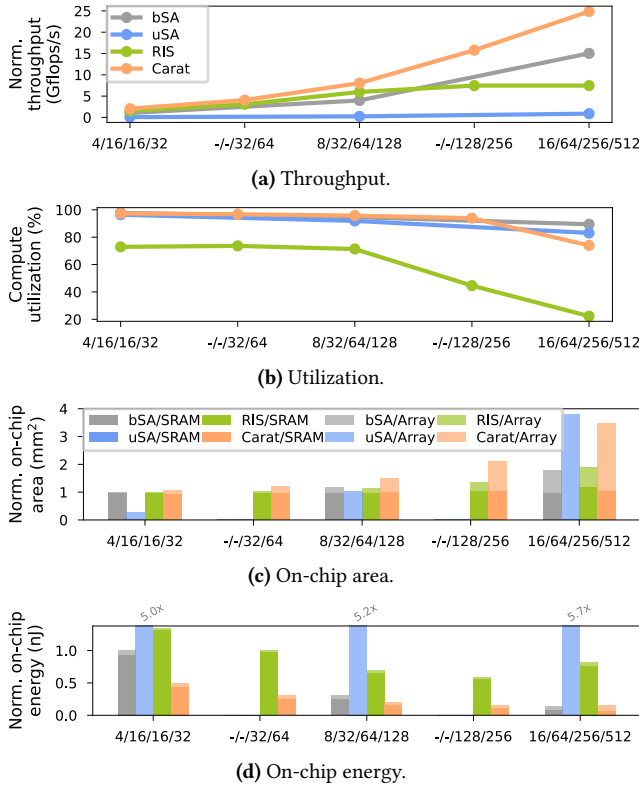 Norm.
throughput
(Gflops/s)
25
20
15
10
5
0
bSA
uSA
RIS
Carat
4/16/16/32 -/-/32/64 8/32/64/128 -/-/128/256 16/64/256/512
(a) Throughput.
Compute
utilization (%)
100
80
60
40
20
4/16/16/32 -/-/32/64 8/32/64/128 -/-/128/256 16/64/256/512
(b) Utilization.
Norm. on-chip
area (mm²)
4
3
2
1
0
bSA/SRAM RIS/SRAM bSA/Array RIS/Array
uSA/SRAM Carat/SRAM uSA/Array Carat/Array
4/16/16/32 -/-/32/64 8/32/64/128 -/-/128/256 16/64/256/512
(c) On-chip area.
Norm. on-chip
energy (nJ)
1.0
0.5
0.0
5.0x 5.2x 5.7x
4/16/16/32 -/-/32/64 8/32/64/128 -/-/128/256 16/64/256/512
(d) On-chip energy.